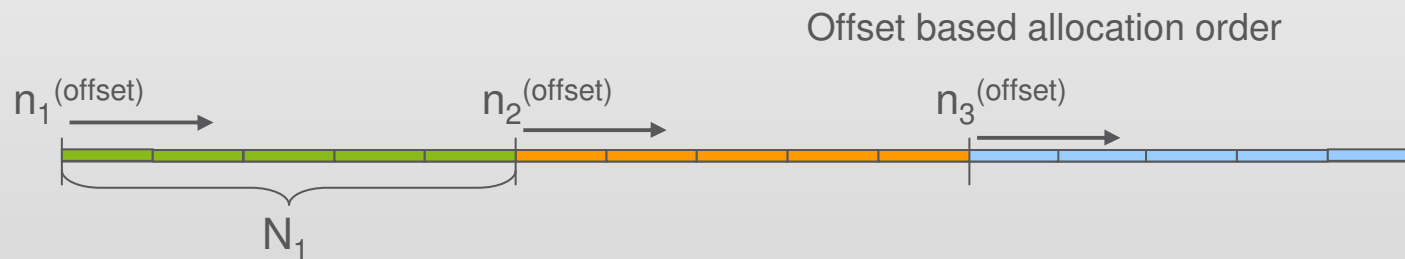 Offset based allocation order
n₁⁽ᵒᶠᶠˢᵉᵗ⁾ n₂⁽ᵒᶠᶠˢᵉᵗ⁾ n₃⁽ᵒᶠᶠˢᵉᵗ⁾
N₁